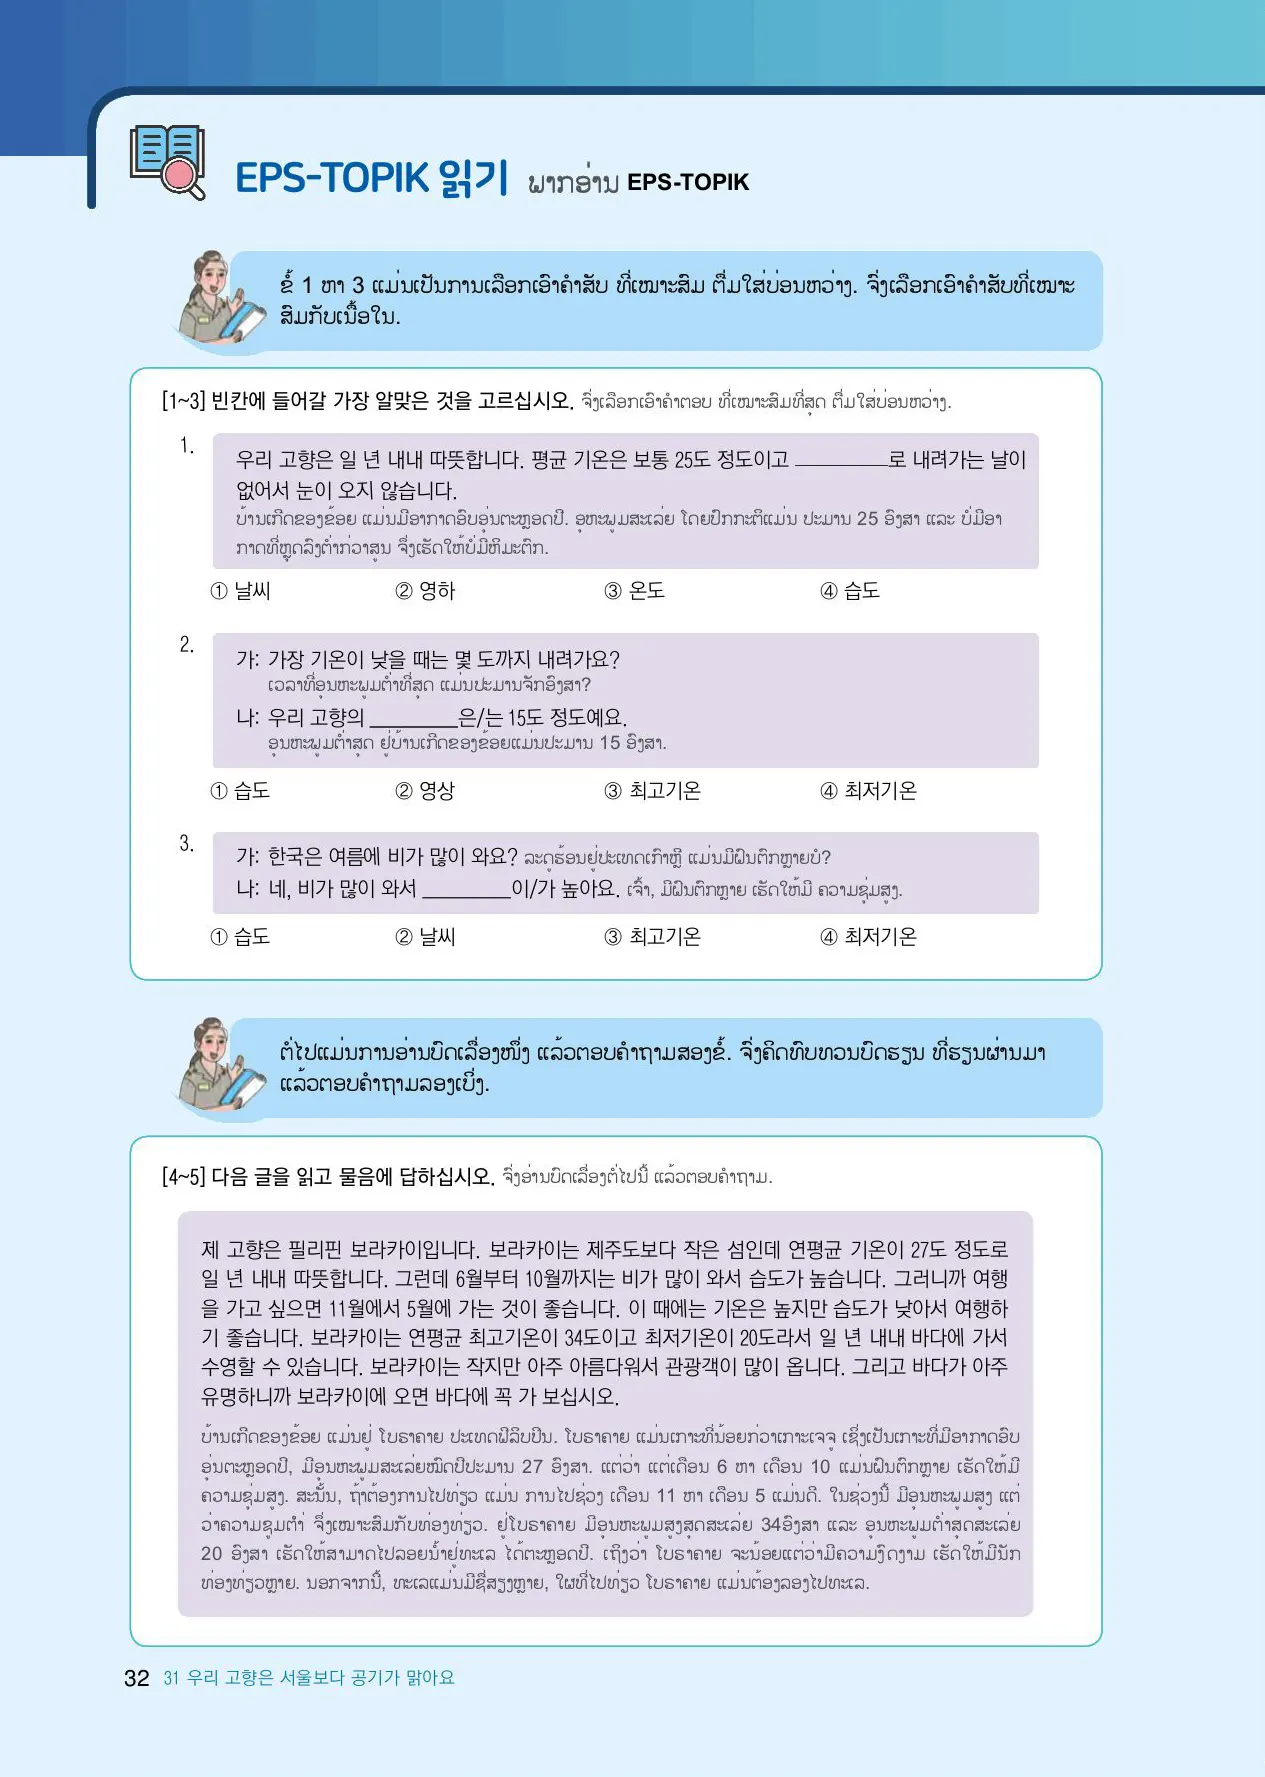 EPS-TOPIK 읽기 ພາກອ່ານ EPS-TOPIK
ຂໍ້ 1 ຫາ 3 ແມ່ນເປັນການເລືອກເອົາຄຳສັບ ທີ່ເໝາະສົມ ຕື່ມໃສ່ບ່ອນຫວ່າງ. ຈົ່ງເລືອກເອົາຄຳສັບທີ່ເໝາະ
ສົມກັບເນື້ອໃນ.
[1~3] 빈칸에 들어갈 가장 알맞은 것을 고르십시오. ຈົ່ງເລືອກເອົາຄຳຕອບ ທີ່ເໝາະສົມທີ່ສຸດ ຕື່ມໃສ່ບ່ອນຫວ່າງ.
1. 우리 고향은 일 년 내내 따뜻합니다. 평균 기온은 보통 25도 정도이고 ________로 내려가는 날이
없어서 눈이 오지 않습니다.
ບ້ານເກີດຂອງຂ້ອຍ ແມ່ນມີອາກາດອົບອຸ່ນຕະຫຼອດປີ. ອຸຫະພູມສະເລ່ຍ ໂດຍປົກກະຕິແມ່ນ ປະມານ 25 ອົງສາ ແລະ ບໍ່ມີອາ
ກາດທີ່ຫຼຸດລົງຕ່ຳກ່ວາສູນ ຈຶ່ງເຮັດໃຫ້ບໍ່ມີຫິມະຕົກ.
① 날씨 ② 영하 ③ 온도 ④ 습도
2. 가: 가장 기온이 낮을 때는 몇 도까지 내려가요?
ເວລາທີ່ອຸນຫະພູມຕ່ຳທີ່ສຸດ ແມ່ນປະມານຈັກອົງສາ?
나: 우리 고향의 ________은/는 15도 정도예요.
ອຸນຫະພູມຕ່ຳສຸດ ຢູ່ບ້ານເກີດຂອງຂ້ອຍແມ່ນປະມານ 15 ອົງສາ.
① 습도 ② 영상 ③ 최고기온 ④ 최저기온
3. 가: 한국은 여름에 비가 많이 와요? ລະດູຮ້ອນຢູ່ປະເທດເກົາຫຼີ ແມ່ນມີຝົນຕົກຫຼາຍບໍ?
나: 네, 비가 많이 와서 ________이/가 높아요. ເຈົ້າ, ມີຝົນຕົກຫຼາຍ ເຮັດໃຫ້ມີ ຄວາມຊຸ່ມສູງ.
① 습도 ② 날씨 ③ 최고기온 ④ 최저기온
ຕໍ່ໄປແມ່ນການອ່ານບົດເລື່ອງໜຶ່ງ ແລ້ວຕອບຄຳຖາມສອງຂໍ້. ຈົ່ງຄິດທົບທວນບົດຮຽນ ທີ່ຮຽນຜ່ານມາ
ແລ້ວຕອບຄຳຖາມລອງເບິ່ງ.
[4~5] 다음 글을 읽고 물음에 답하십시오. ຈົ່ງອ່ານບົດເລື່ອງຕໍ່ໄປນີ້ ແລ້ວຕອບຄຳຖາມ.
제 고향은 필리핀 보라카이입니다. 보라카이는 제주도보다 작은 섬인데 연평균 기온이 27도 정도로
일 년 내내 따뜻합니다. 그런데 6월부터 10월까지는 비가 많이 와서 습도가 높습니다. 그러니까 여행
을 가고 싶으면 11월에서 5월에 가는 것이 좋습니다. 이 때에는 기온은 높지만 습도가 낮아서 여행하
기 좋습니다. 보라카이는 연평균 최고기온이 34도이고 최저기온이 20도라서 일 년 내내 바다에 가서
수영할 수 있습니다. 보라카이는 작지만 아주 아름다워서 관광객이 많이 옵니다. 그리고 바다가 아주
유명하니까 보라카이에 오면 바다에 꼭 가 보십시오.
ບ້ານເກີດຂອງຂ້ອຍ ແມ່ນຢູ່ ໂບຣາຄາຍ ປະເທດຟີລິບປິນ. ໂບຣາຄາຍ ແມ່ນເກາະທີ່ນ້ອຍກ່ວາເກາະເຈຈູ ເຊິ່ງເປັນເກາະທີ່ມີອາກາດອົບ
ອຸ່ນຕະຫຼອດປີ, ມີອຸນຫະພູມສະເລ່ຍໝົດປີປະມານ 27 ອົງສາ. ແຕ່ວ່າ ແຕ່ເດືອນ 6 ຫາ ເດືອນ 10 ແມ່ນຝົນຕົກຫຼາຍ ເຮັດໃຫ້ມີ
ຄວາມຊຸ່ມສູງ. ສະນັ້ນ, ຖ້າຕ້ອງການໄປທ່ຽວ ແມ່ນ ການໄປຊ່ວງ ເດືອນ 11 ຫາ ເດືອນ 5 ແມ່ນດີ. ໃນຊ່ວງນີ້ ມີອຸນຫະພູມສູງ ແຕ່
ວ່າຄວາມຊຸມຕຳ່ ຈຶ່ງເໝາະສົມກັບທ່ອງທ່ຽວ. ຢູ່ໂບຣາຄາຍ ມີອຸນຫະພູມສູງສຸດສະເລ່ຍ 34ອົງສາ ແລະ ອຸນຫະພູມຕ່ຳສຸດສະເລ່ຍ
20 ອົງສາ ເຮັດໃຫ້ສາມາດໄປລອຍນ້ຳຢູ່ທະເລ ໄດ້ຕະຫຼອດປີ. ເຖິງວ່າ ໂບຣາຄາຍ ຈະນ້ອຍແຕ່ວ່າມີຄວາມງົດງາມ ເຮັດໃຫ້ມີນັກ
ທ່ອງທ່ຽວຫຼາຍ. ນອກຈາກນີ້, ທະເລແມ່ນມີຊື່ສຽງຫຼາຍ, ໃຜທີ່ໄປທ່ຽວ ໂບຣາຄາຍ ແມ່ນຕ້ອງລອງໄປທະເລ.
32 31 우리 고향은 서울보다 공기가 맑아요